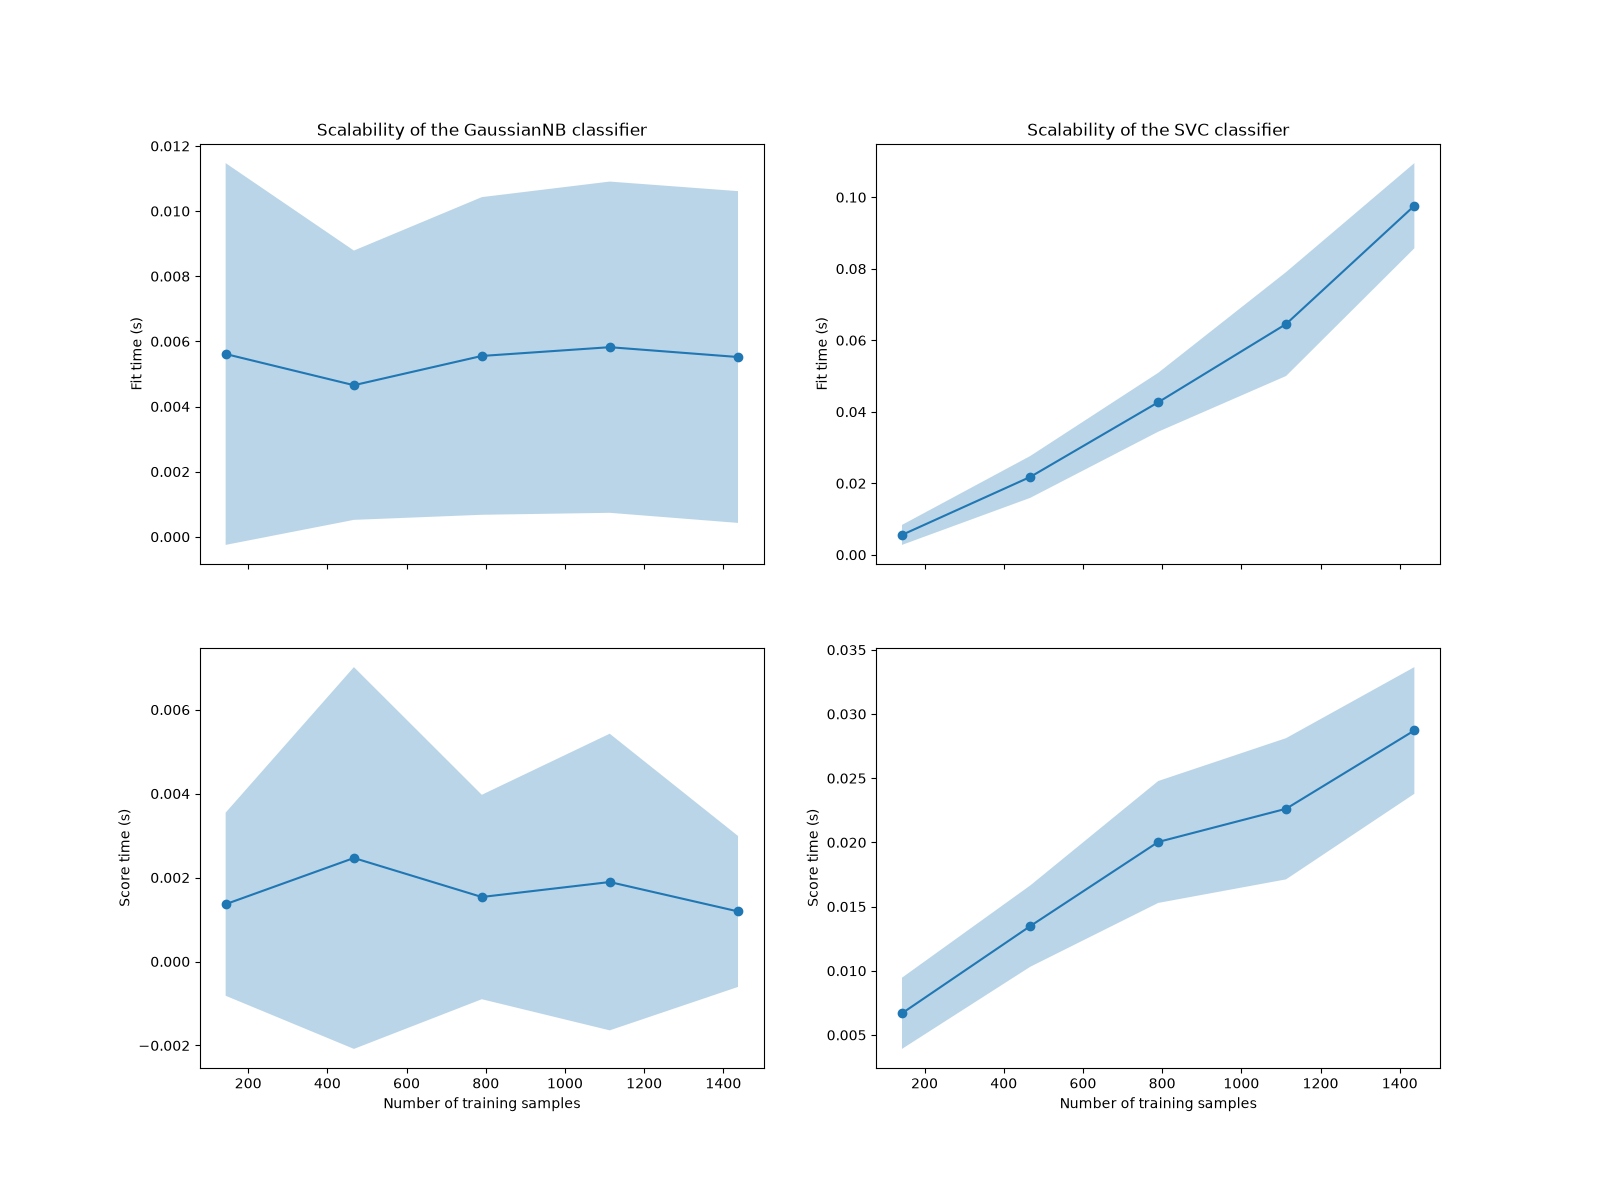 Scalability of the GaussianNB classifier
0.012
0.010
0.008
0.006
0.004
0.002
0.000
Fit time (s)
Scalability of the SVC classifier
0.10
0.08
0.06
0.04
0.02
0.00
Fit time (s)
0.006
0.004
0.002
0.000
−0.002
Score time (s)
200 400 600 800 1000 1200 1400
Number of training samples
0.035
0.030
0.025
0.020
0.015
0.010
0.005
Score time (s)
200 400 600 800 1000 1200 1400
Number of training samples